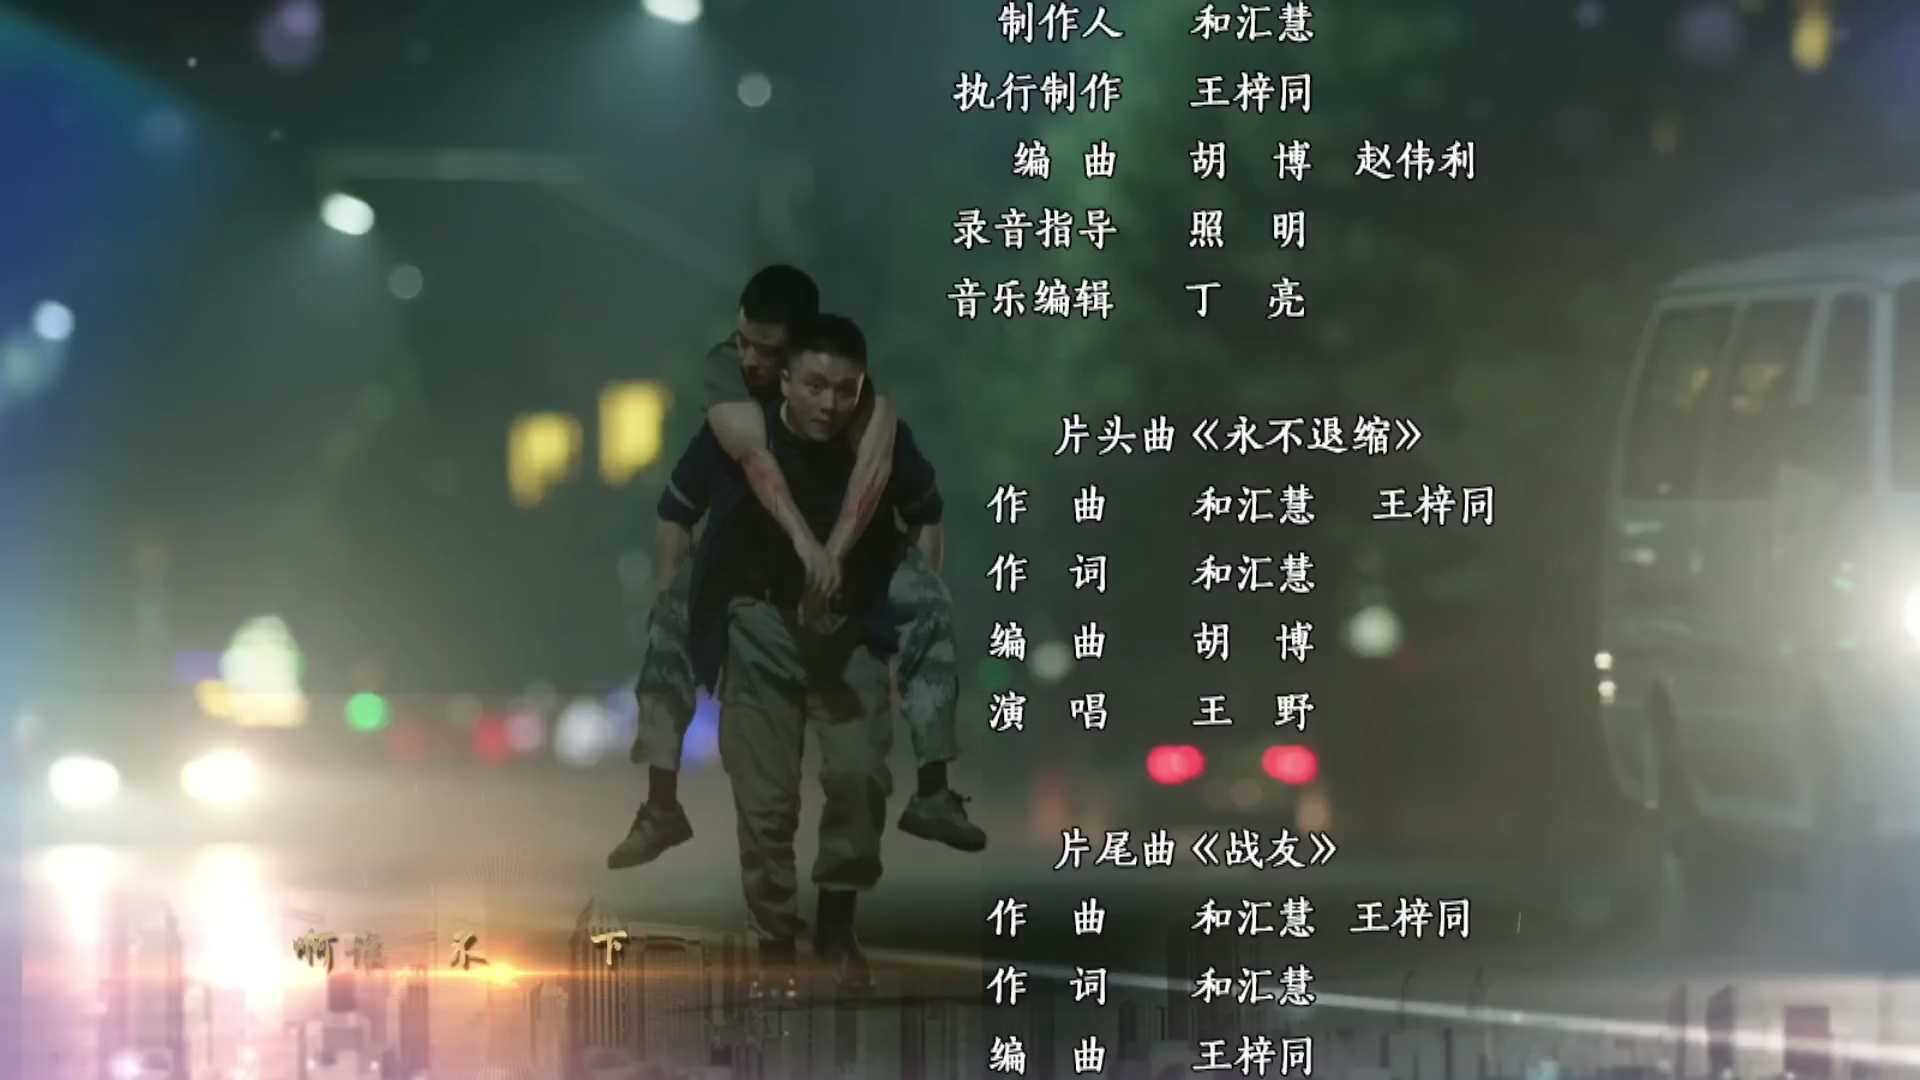 制作人 和汇慧
执行制作 王梓同
编曲 胡博 赵伟利
录音指导 照明
音乐编辑 丁亮
片头曲《永不退缩》
作曲 和汇慧 王梓同
作词 和汇慧
编曲 胡博
演唱 王野
片尾曲《战友》
作曲 和汇慧 王梓同
作词 和汇慧
编曲 王梓同
啊 下